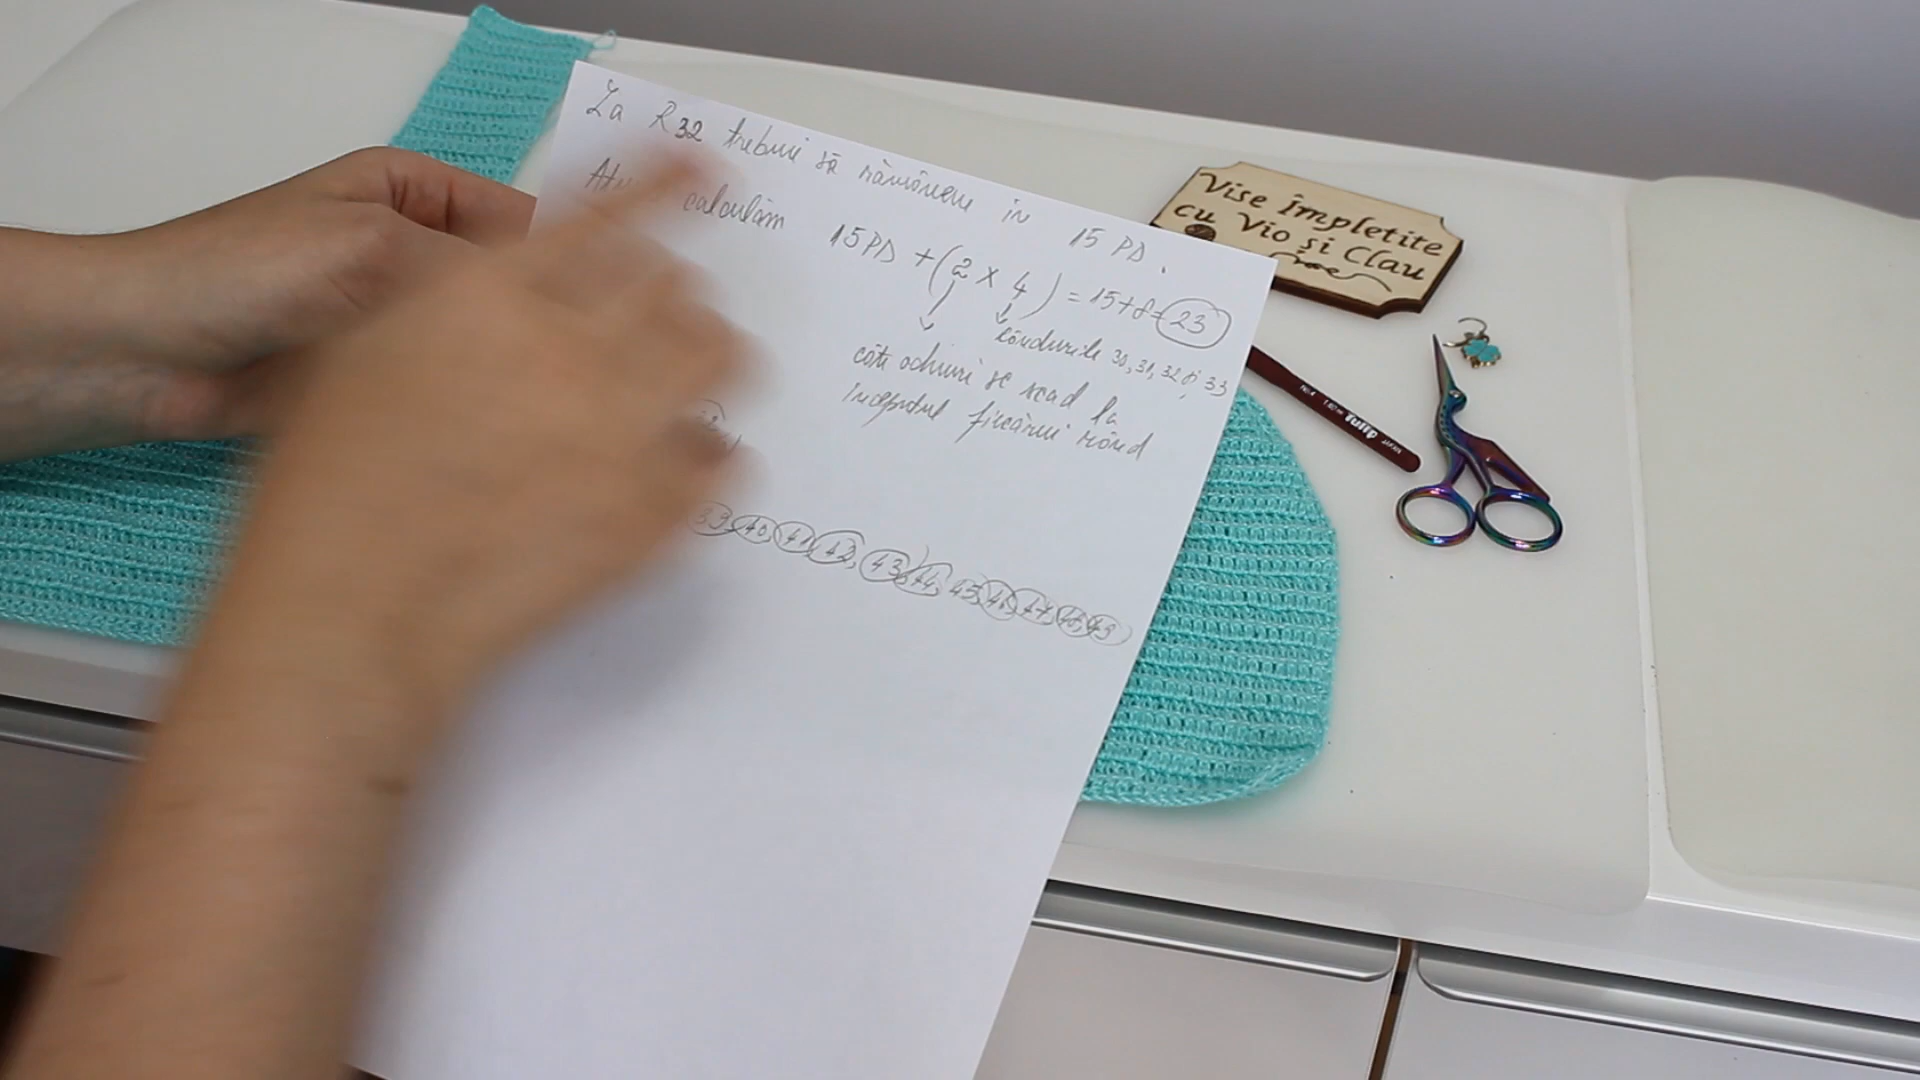 La R32 trebuie să rămânem in 15 PD.
calculăm 15PD + (2 X 4) = 15+8=23
Rândurile 30, 31, 32 și 33
câte ochiuri se scad la
începutul fiecărui rând
39, 40, 41, 42, 43, 44, 45, 46, 47, 48, 49
Vise Împletite
cu Vio și Clau
Tulip